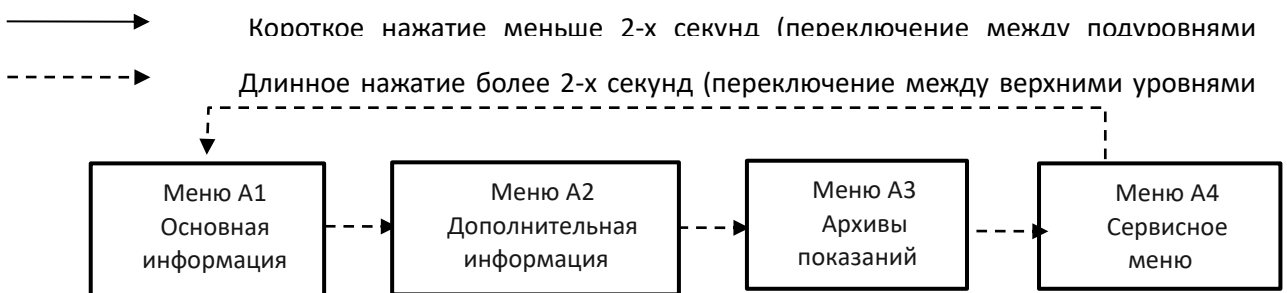 Короткое нажатие меньше 2-х секунд (переключение между подуровнями
Длинное нажатие более 2-х секунд (переключение между верхними уровнями
Меню А1
Основная
информация
Меню А2
Дополнительная
информация
Меню А3
Архивы
показаний
Меню А4
Сервисное
меню